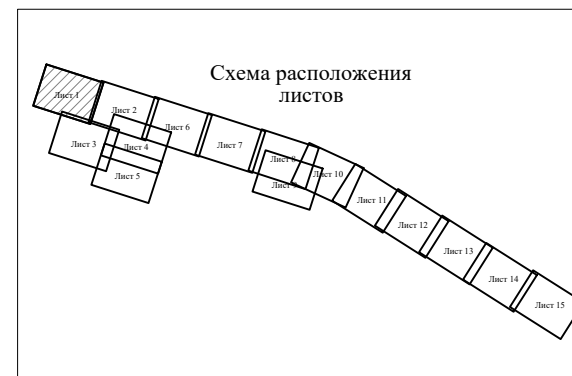 Схема расположения
листов
Лист 1
Лист 2
Лист 6
Лист 3
Лист 4
Лист 7
Лист 5
Лист 8
Лист 9
Лист 10
Лист 11
Лист 12
Лист 13
Лист 14
Лист 15